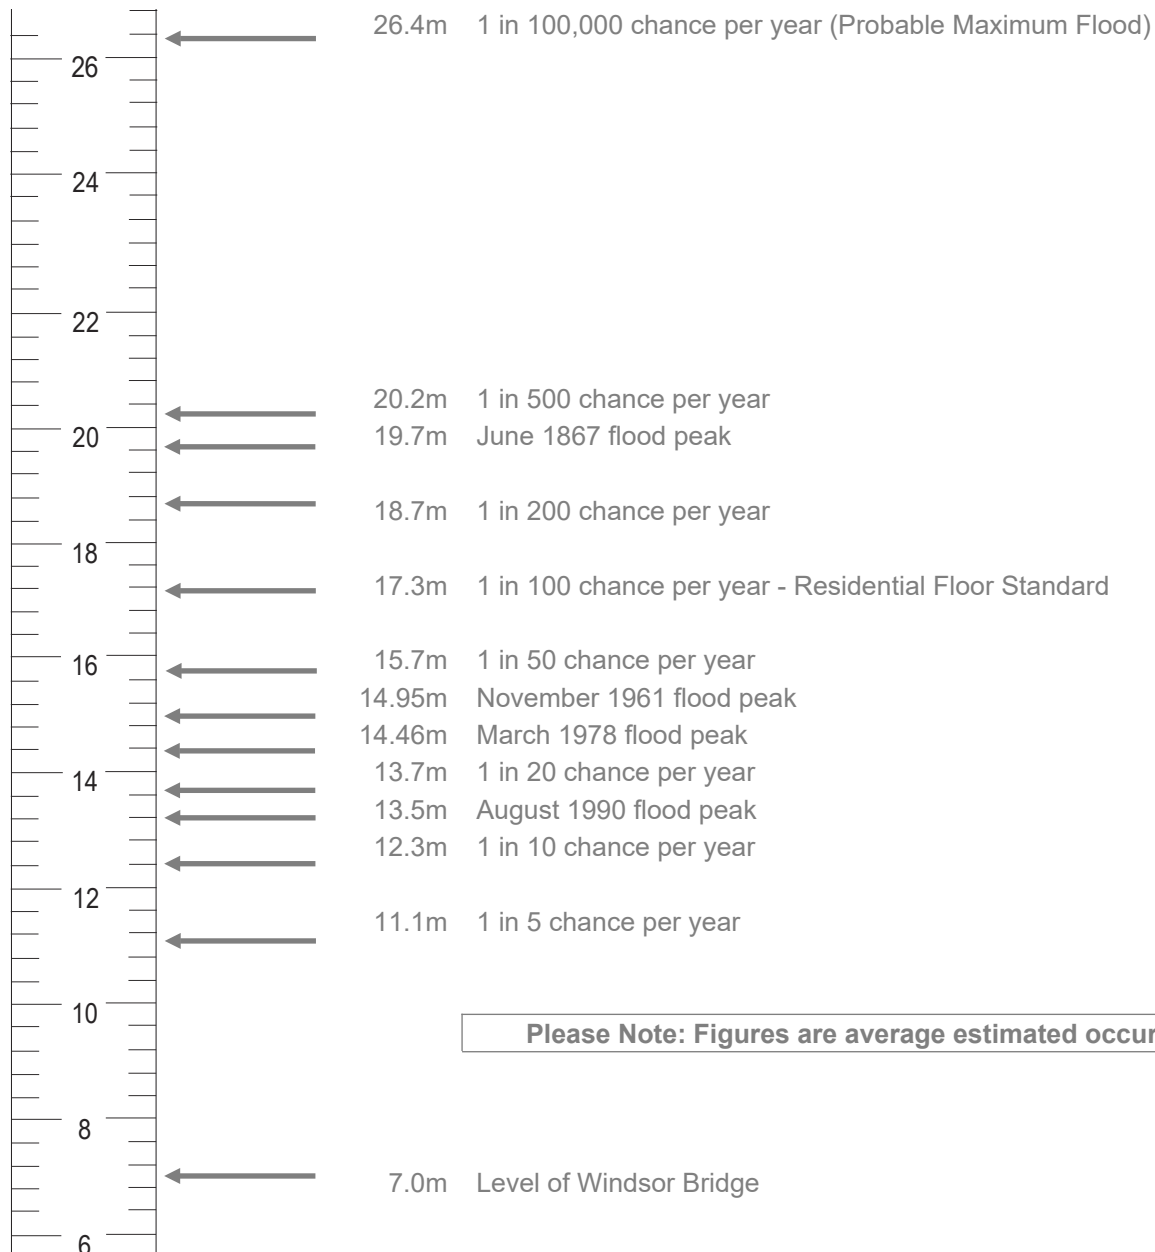 26.4m 1 in 100,000 chance per year (Probable Maximum Flood)
26
24
22
20.2m 1 in 500 chance per year
20
19.7m June 1867 flood peak
18.7m 1 in 200 chance per year
18
17.3m 1 in 100 chance per year - Residential Floor Standard
16
15.7m 1 in 50 chance per year
14.95m November 1961 flood peak
14.46m March 1978 flood peak
14
13.7m 1 in 20 chance per year
13.5m August 1990 flood peak
12.3m 1 in 10 chance per year
12
11.1m 1 in 5 chance per year
10
Please Note: Figures are average estimated occur
8
7.0m Level of Windsor Bridge
6